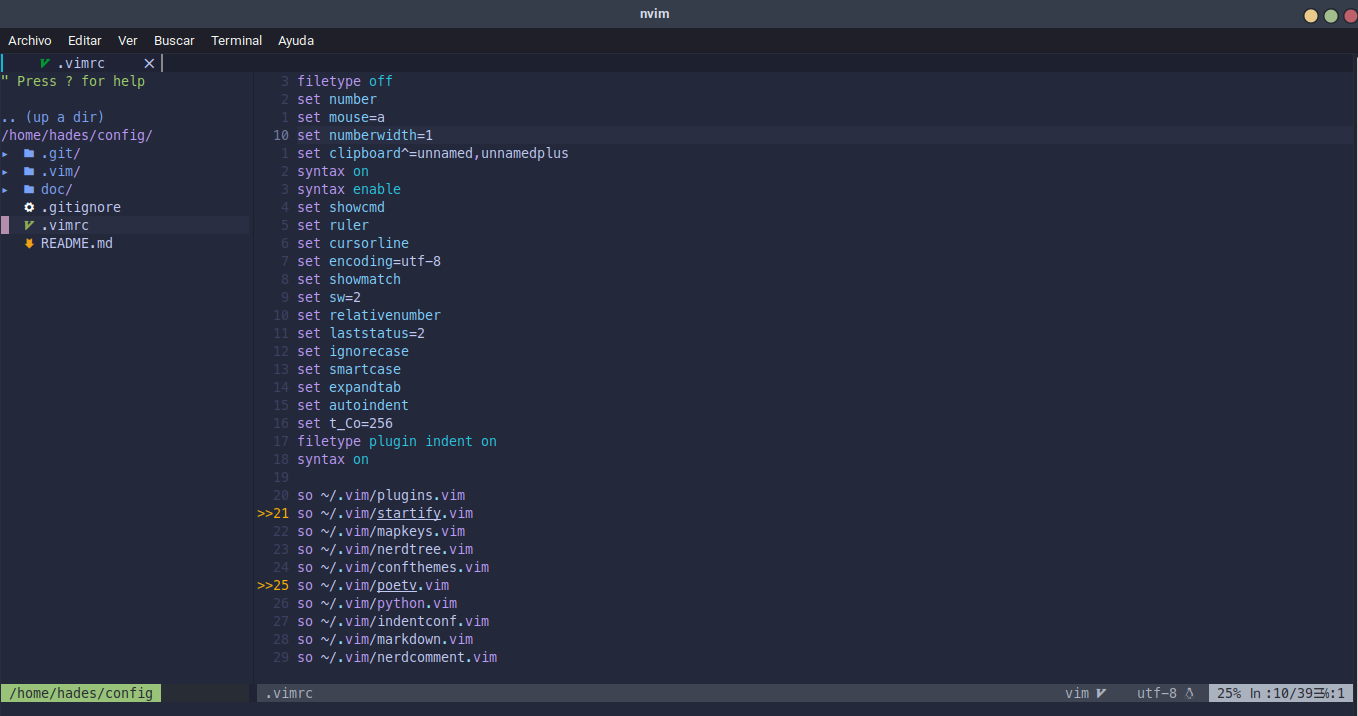 nvim
Archivo Editar Ver Buscar Terminal Ayuda
.vimrc
" Press ? for help
.. (up a dir)
/home/hades/config/
▸ .git/
▸ .vim/
▸ doc/
.gitignore
.vimrc
README.md
3 filetype off
2 set number
1 set mouse=a
10 set numberwidth=1
1 set clipboard^=unnamed,unnamedplus
2 syntax on
3 syntax enable
4 set showcmd
5 set ruler
6 set cursorline
7 set encoding=utf-8
8 set showmatch
9 set sw=2
10 set relativenumber
11 set laststatus=2
12 set ignorecase
13 set smartcase
14 set expandtab
15 set autoindent
16 set t_Co=256
17 filetype plugin indent on
18 syntax on
19
20 so ~/.vim/plugins.vim
>>21 so ~/.vim/startify.vim
22 so ~/.vim/mapkeys.vim
23 so ~/.vim/nerdtree.vim
24 so ~/.vim/confthemes.vim
>>25 so ~/.vim/poetv.vim
26 so ~/.vim/python.vim
27 so ~/.vim/indentconf.vim
28 so ~/.vim/markdown.vim
29 so ~/.vim/nerdcomment.vim
/home/hades/config
.vimrc
vim
utf-8
25% ln :10/39☰℅:1